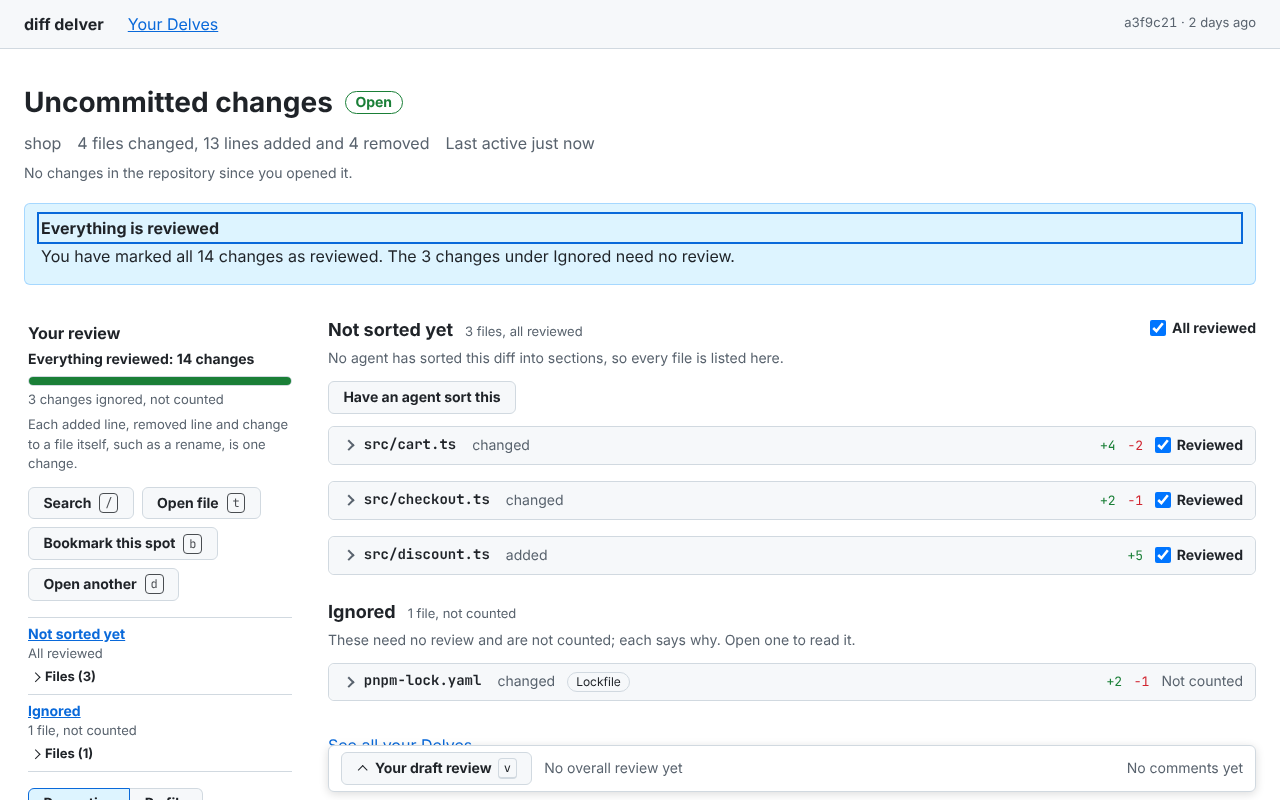 diff delver Your Delves a3f9c21 · 2 days ago
Uncommitted changes Open
shop 4 files changed, 13 lines added and 4 removed Last active just now
No changes in the repository since you opened it.
Everything is reviewed
You have marked all 14 changes as reviewed. The 3 changes under Ignored need no review.
Your review
Everything reviewed: 14 changes
3 changes ignored, not counted
Each added line, removed line and change
to a file itself, such as a rename, is one
change.
Search /
Open file t
Bookmark this spot b
Open another d
Not sorted yet
All reviewed
Files (3)
Ignored
1 file, not counted
Files (1)
Not sorted yet 3 files, all reviewed All reviewed
No agent has sorted this diff into sections, so every file is listed here.
Have an agent sort this
src/cart.ts changed +4 -2 Reviewed
src/checkout.ts changed +2 -1 Reviewed
src/discount.ts added +5 Reviewed
Ignored 1 file, not counted
These need no review and are not counted; each says why. Open one to read it.
pnpm-lock.yaml changed Lockfile +2 -1 Not counted
See all your Delves
Your draft review v No overall review yet No comments yet